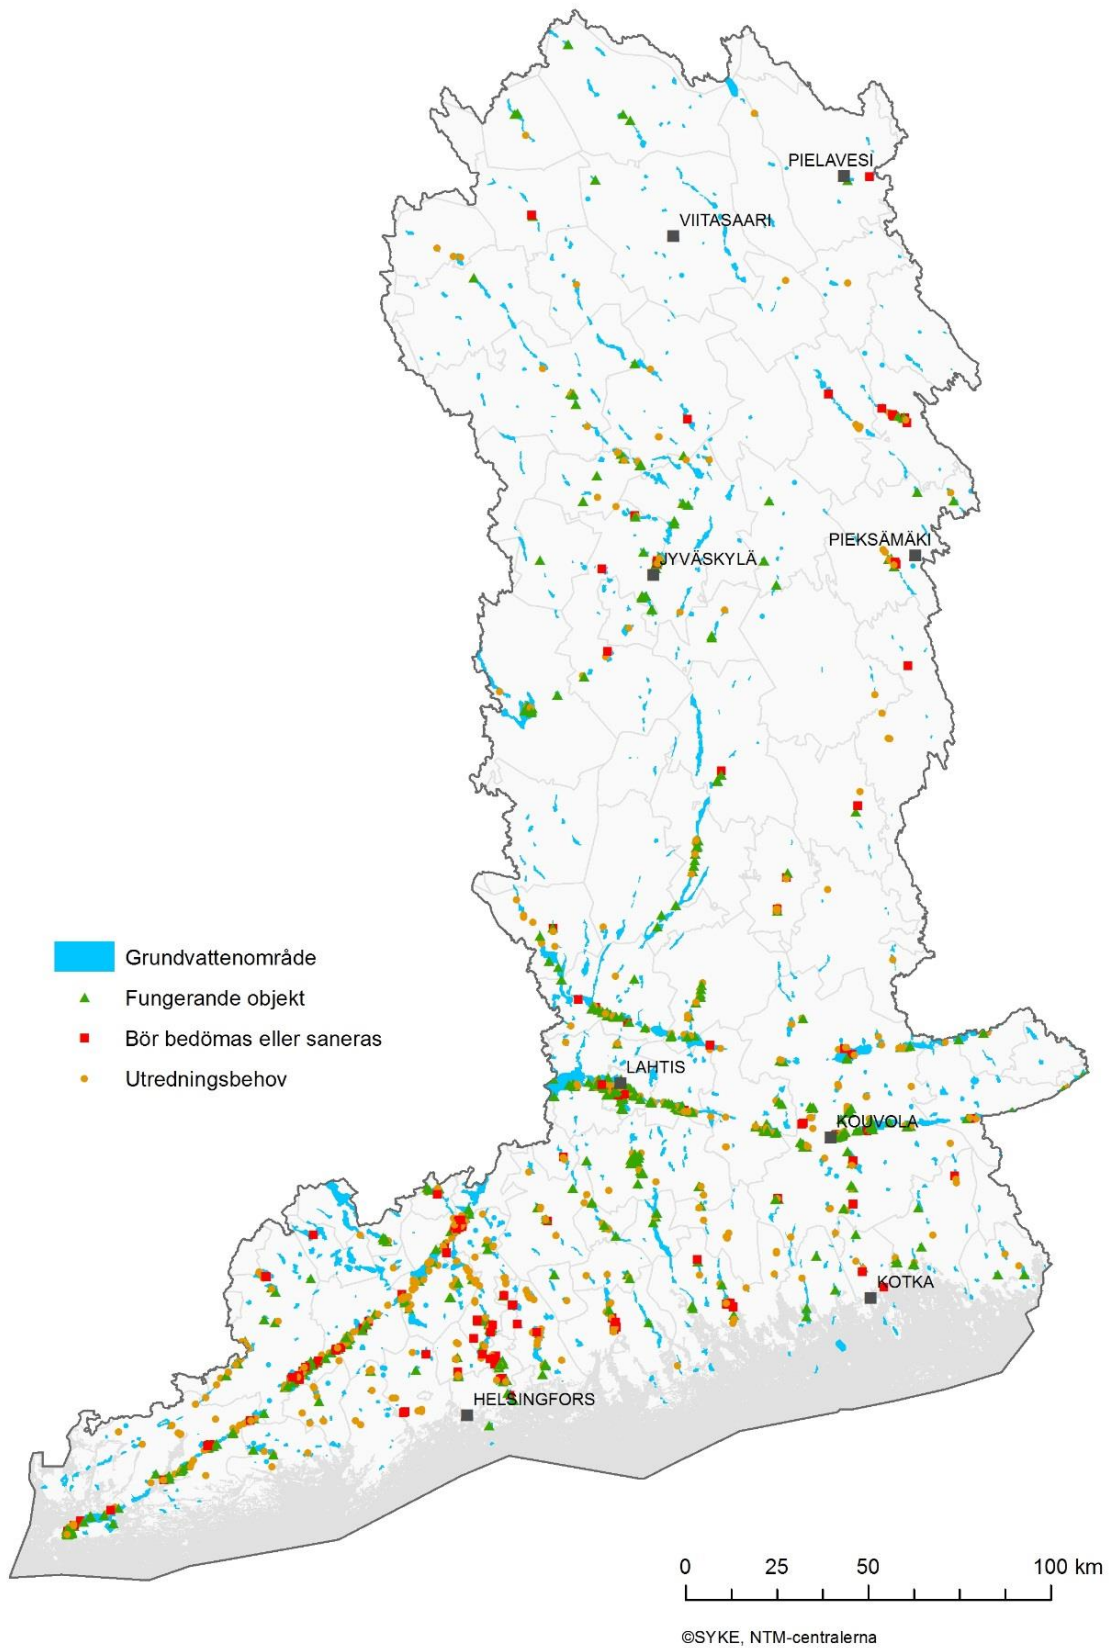 PIELAVESI
VIITASAARI
PIEKSÄMÄKI
JYVÄSKYLÄ
Grundvattenområde
Fungerande objekt
Bör bedömas eller saneras
Utredningsbehov
LAHTIS
KOUVOLA
KOTKA
HELSINGFORS
0 25 50 100 km
©SYKE, NTM-centralerna